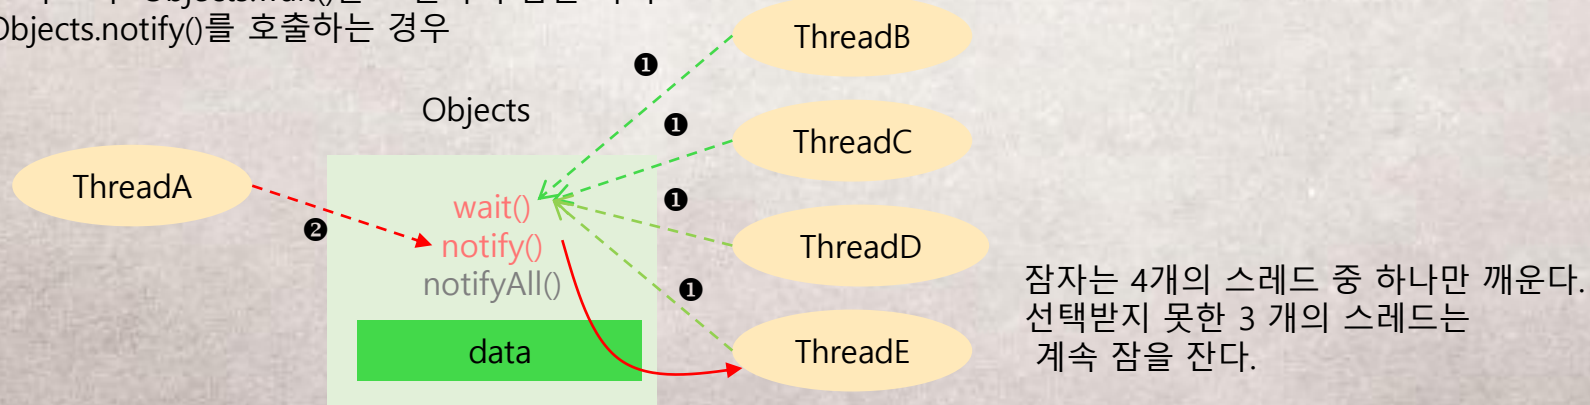 Objects.notify()를 호출하는 경우
ThreadB
❶
Objects
❶
ThreadC
ThreadA
❶
wait()
❷
notify()
ThreadD
notifyAll()
❶
잠자는 4개의 스레드 중 하나만 깨운다.
선택받지 못한 3 개의 스레드는
계속 잠을 잔다.
data
ThreadE